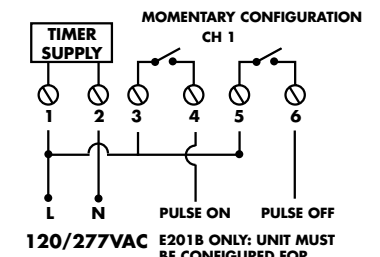 MOMENTARY CONFIGURATION
CH 1
TIMER
SUPPLY
1 2 3 4 5 6
L N PULSE ON PULSE OFF
120/277VAC E201B ONLY: UNIT MUST
BE CONFIGURED FOR